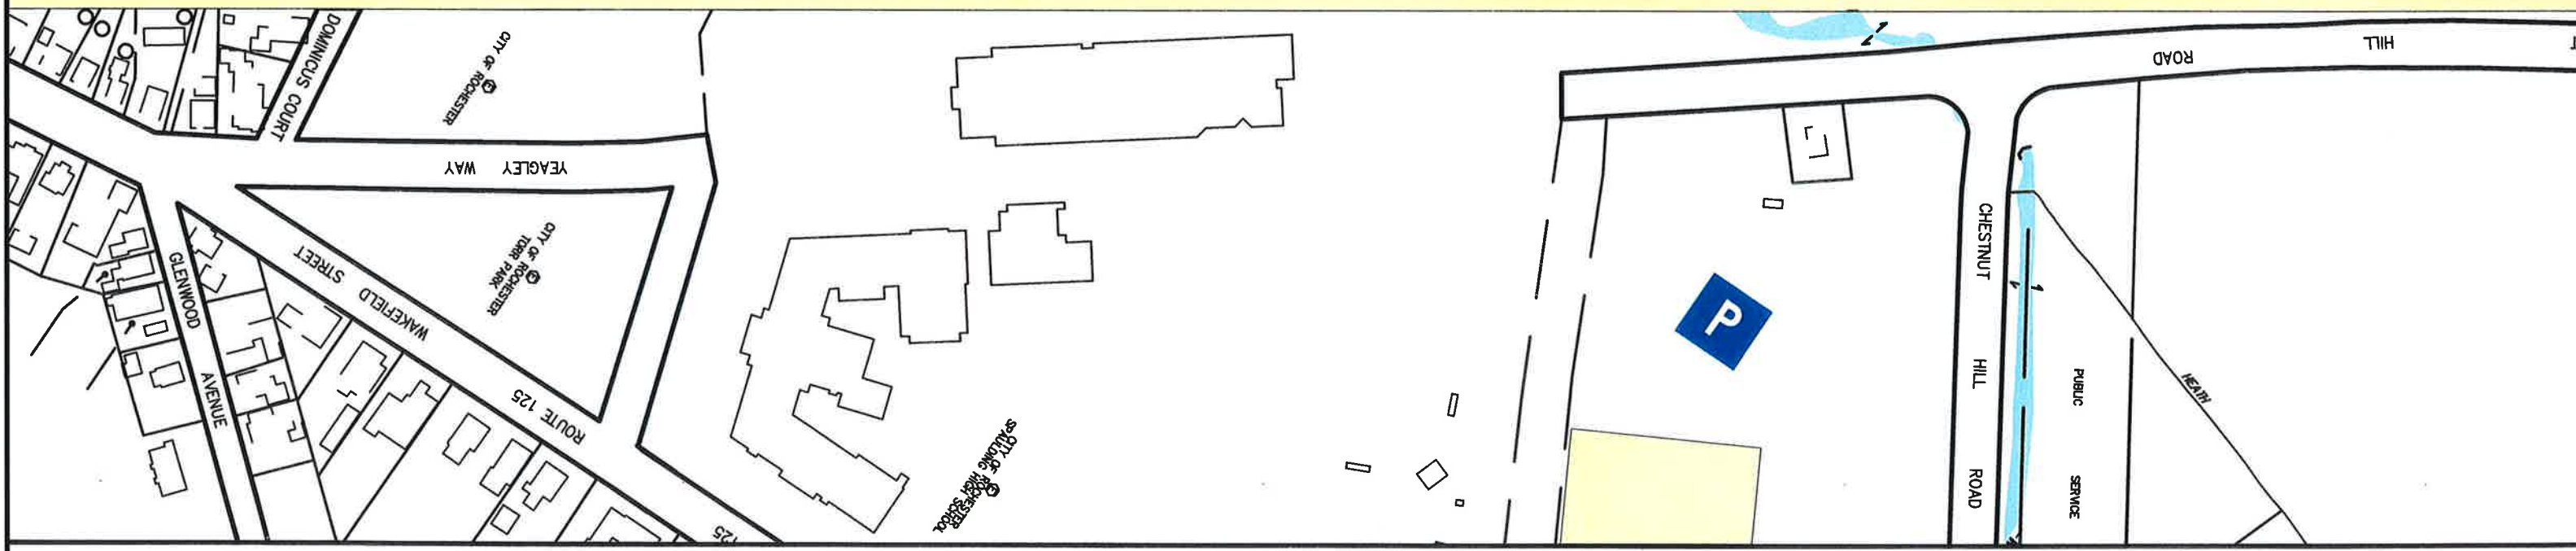 DOMINICUS COURT
CITY OF ROCHESTER
E
YEAGLEY WAY
CITY OF ROCHESTER
TORR PARK
E
GLENWOOD AVENUE
WAKEFIELD STREET
ROUTE 125
125
CITY OF ROCHESTER
SPAULDING HIGH SCHOOL
E
P
HILL ROAD
CHESTNUT HILL ROAD
PUBLIC SERVICE
HEATH